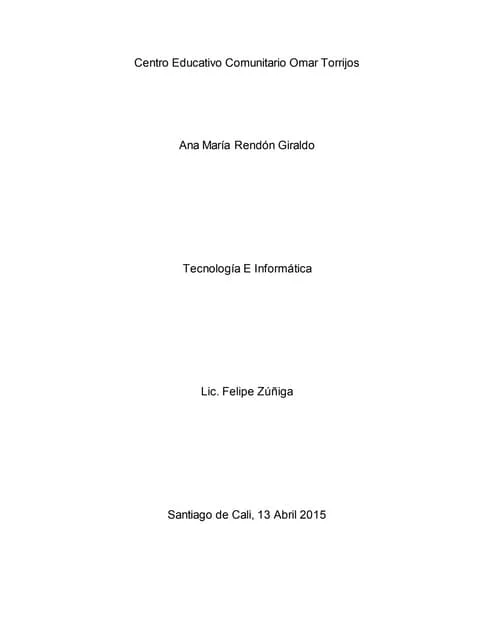 Centro Educativo Comunitario Omar Torrijos
Ana María Rendón Giraldo
Tecnología E Informática
Lic. Felipe Zúñiga
Santiago de Cali, 13 Abril 2015